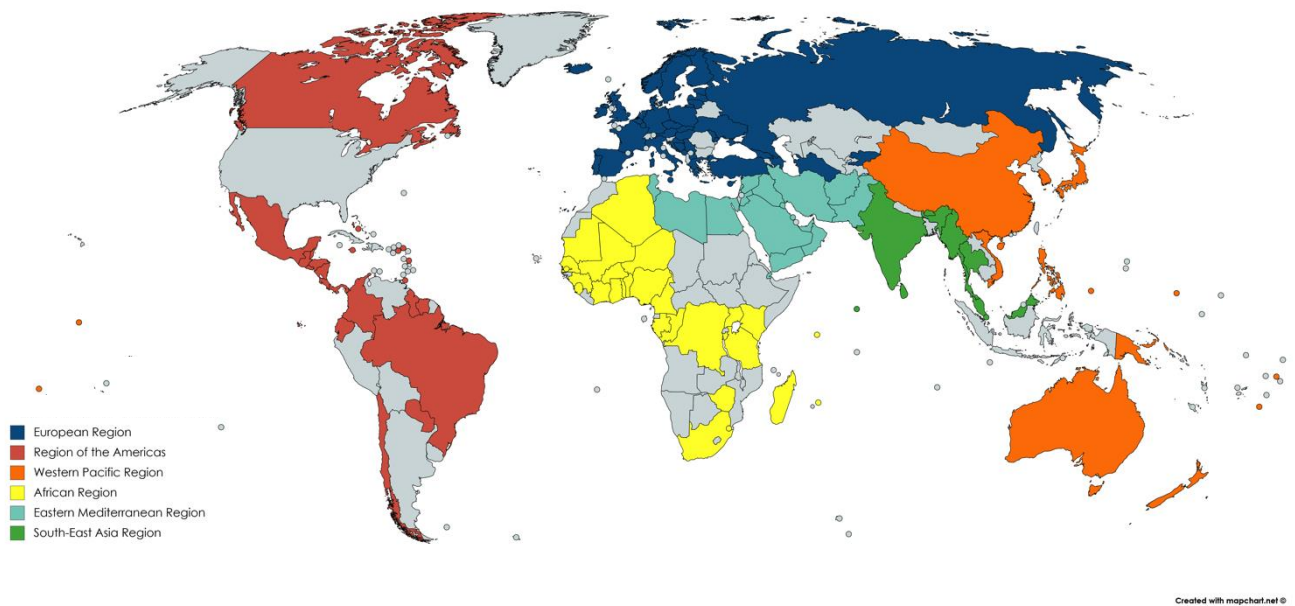 European Region
Region of the Americas
Western Pacific Region
African Region
Eastern Mediterranean Region
South-East Asia Region
Created with mapchart.net ©